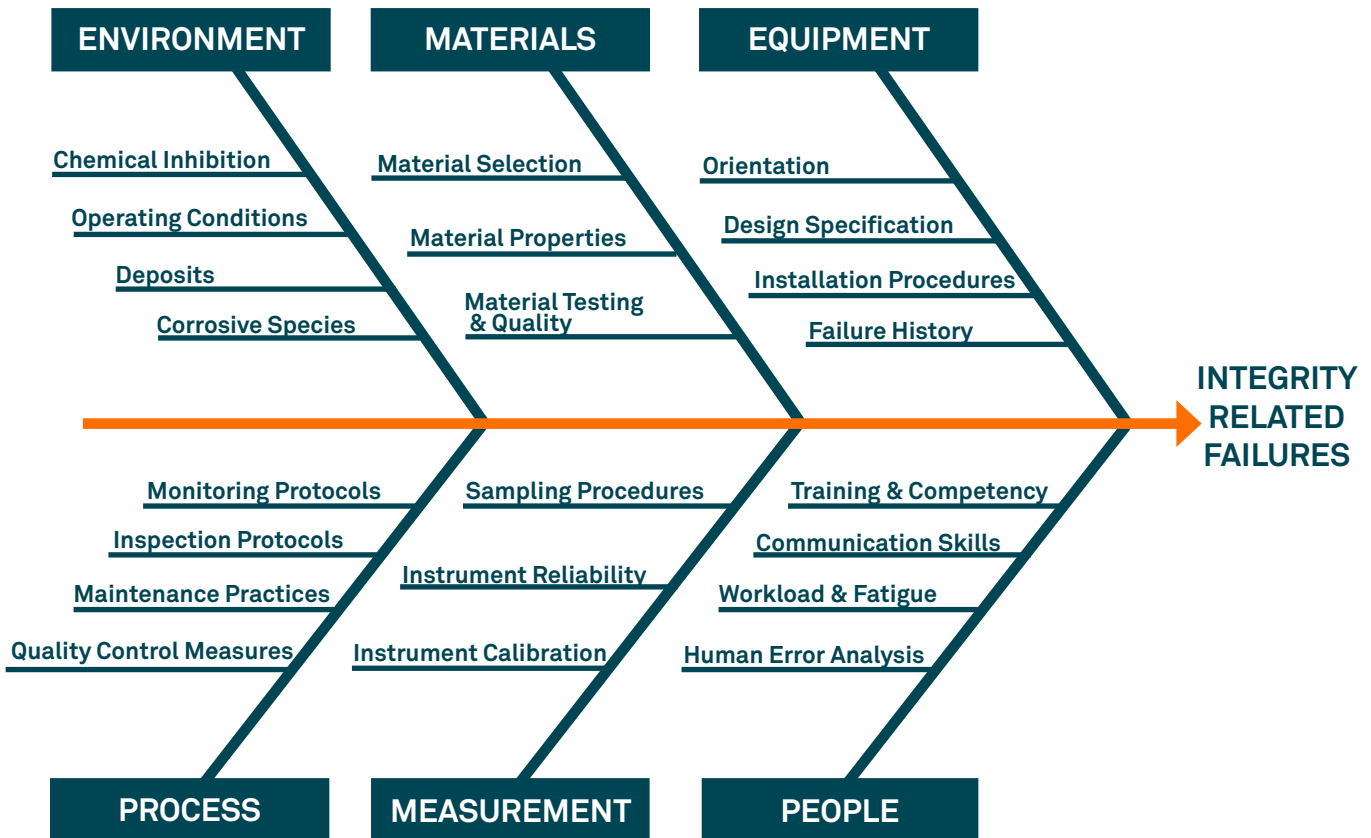 ENVIRONMENT
MATERIALS
EQUIPMENT
Chemical Inhibition
Operating Conditions
Deposits
Corrosive Species
Material Selection
Material Properties
Material Testing
& Quality
Orientation
Design Specification
Installation Procedures
Failure History
INTEGRITY
RELATED
FAILURES
Monitoring Protocols
Inspection Protocols
Maintenance Practices
Quality Control Measures
Sampling Procedures
Instrument Reliability
Instrument Calibration
Training & Competency
Communication Skills
Workload & Fatigue
Human Error Analysis
PROCESS
MEASUREMENT
PEOPLE